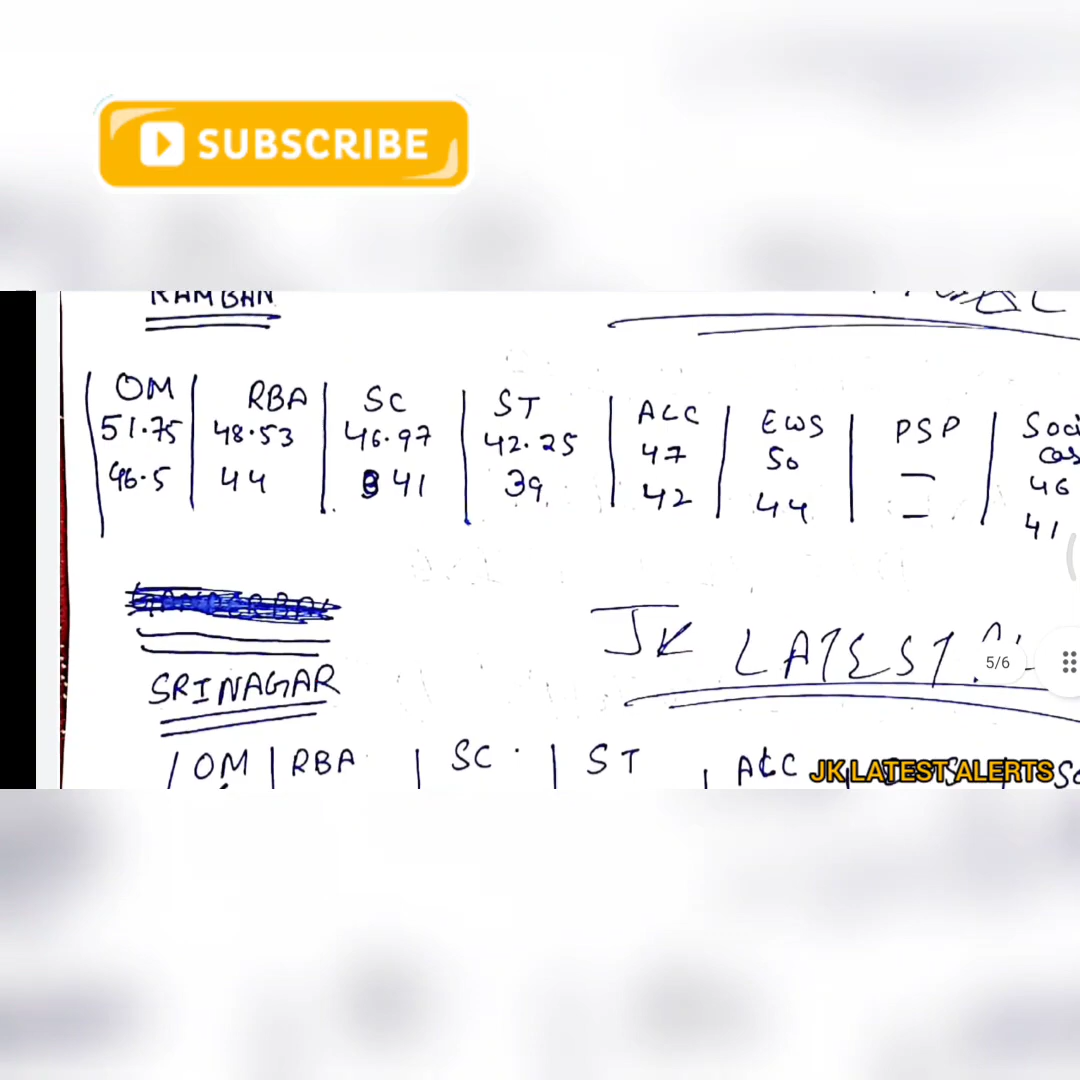 SUBSCRIBE
RAMBAN
OM RBA SC ST ALC EWS PSP Soci
51.75 48.53 46.97 42.25 47 50 cas
46.5 44 41 39 42 44 46
41
JK LATEST
5/6
SRINAGAR
OM RBA SC ST ALC
JK LATEST ALERTS